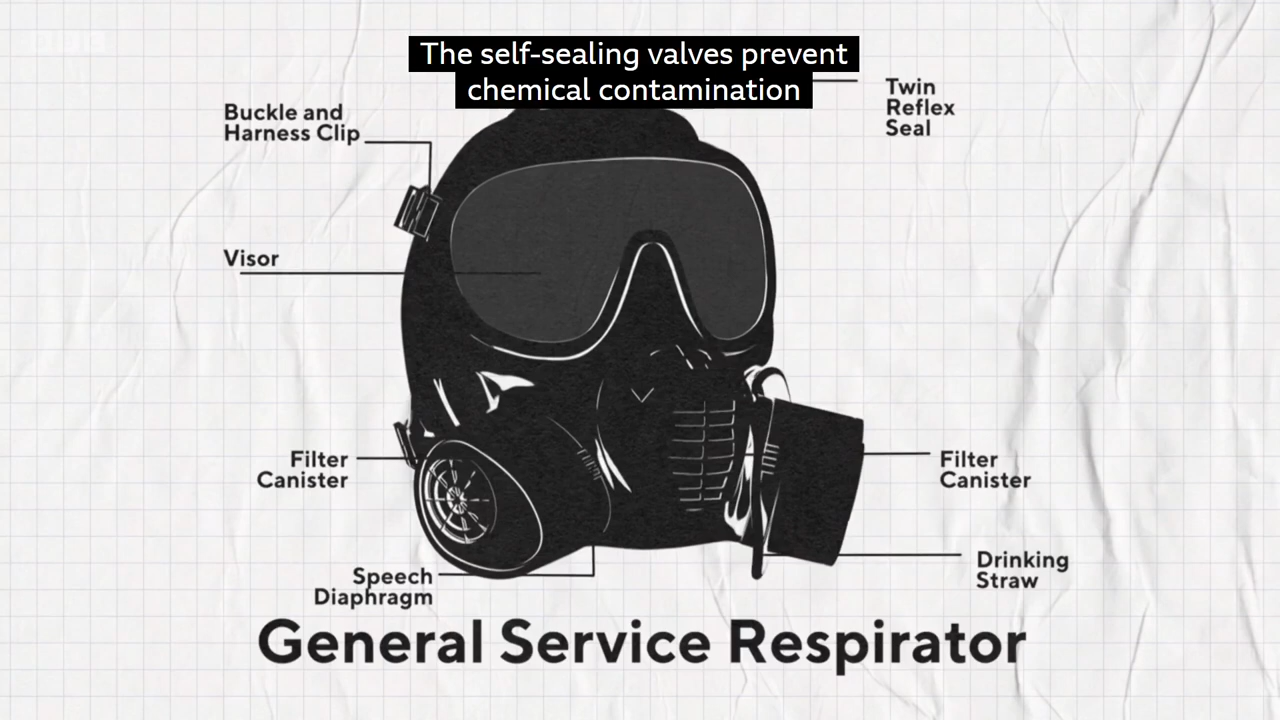 The self-sealing valves prevent
chemical contamination
Twin
Reflex
Seal
Buckle and
Harness Clip
Visor
Filter
Canister
Filter
Canister
Speech
Diaphragm
Drinking
Straw
General Service Respirator